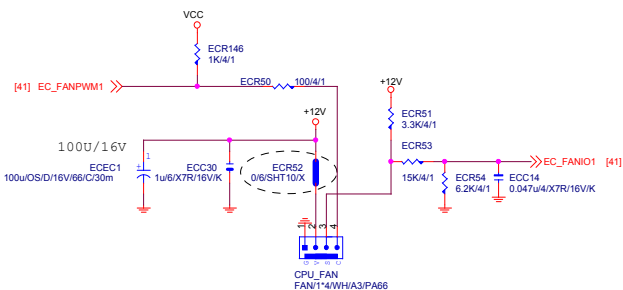 VCC
ECR146
1K/4/1
[41] EC_FANPWM1
ECR50
100/4/1
+12V
+12V
ECR51
3.3K/4/1
ECR53
15K/4/1
EC_FANIO1 [41]
100U/16V
1
+
ECEC1
100u/OS/D/16V/66/C/30m
ECC30
1u/6/X7R/16V/K
ECR52
0/6/SHT10/X
ECR54
6.2K/4/1
ECC14
0.047u/4/X7R/16V/K
1 2 3 4
G V S C
CPU_FAN
FAN/1*4/WH/A3/PA66